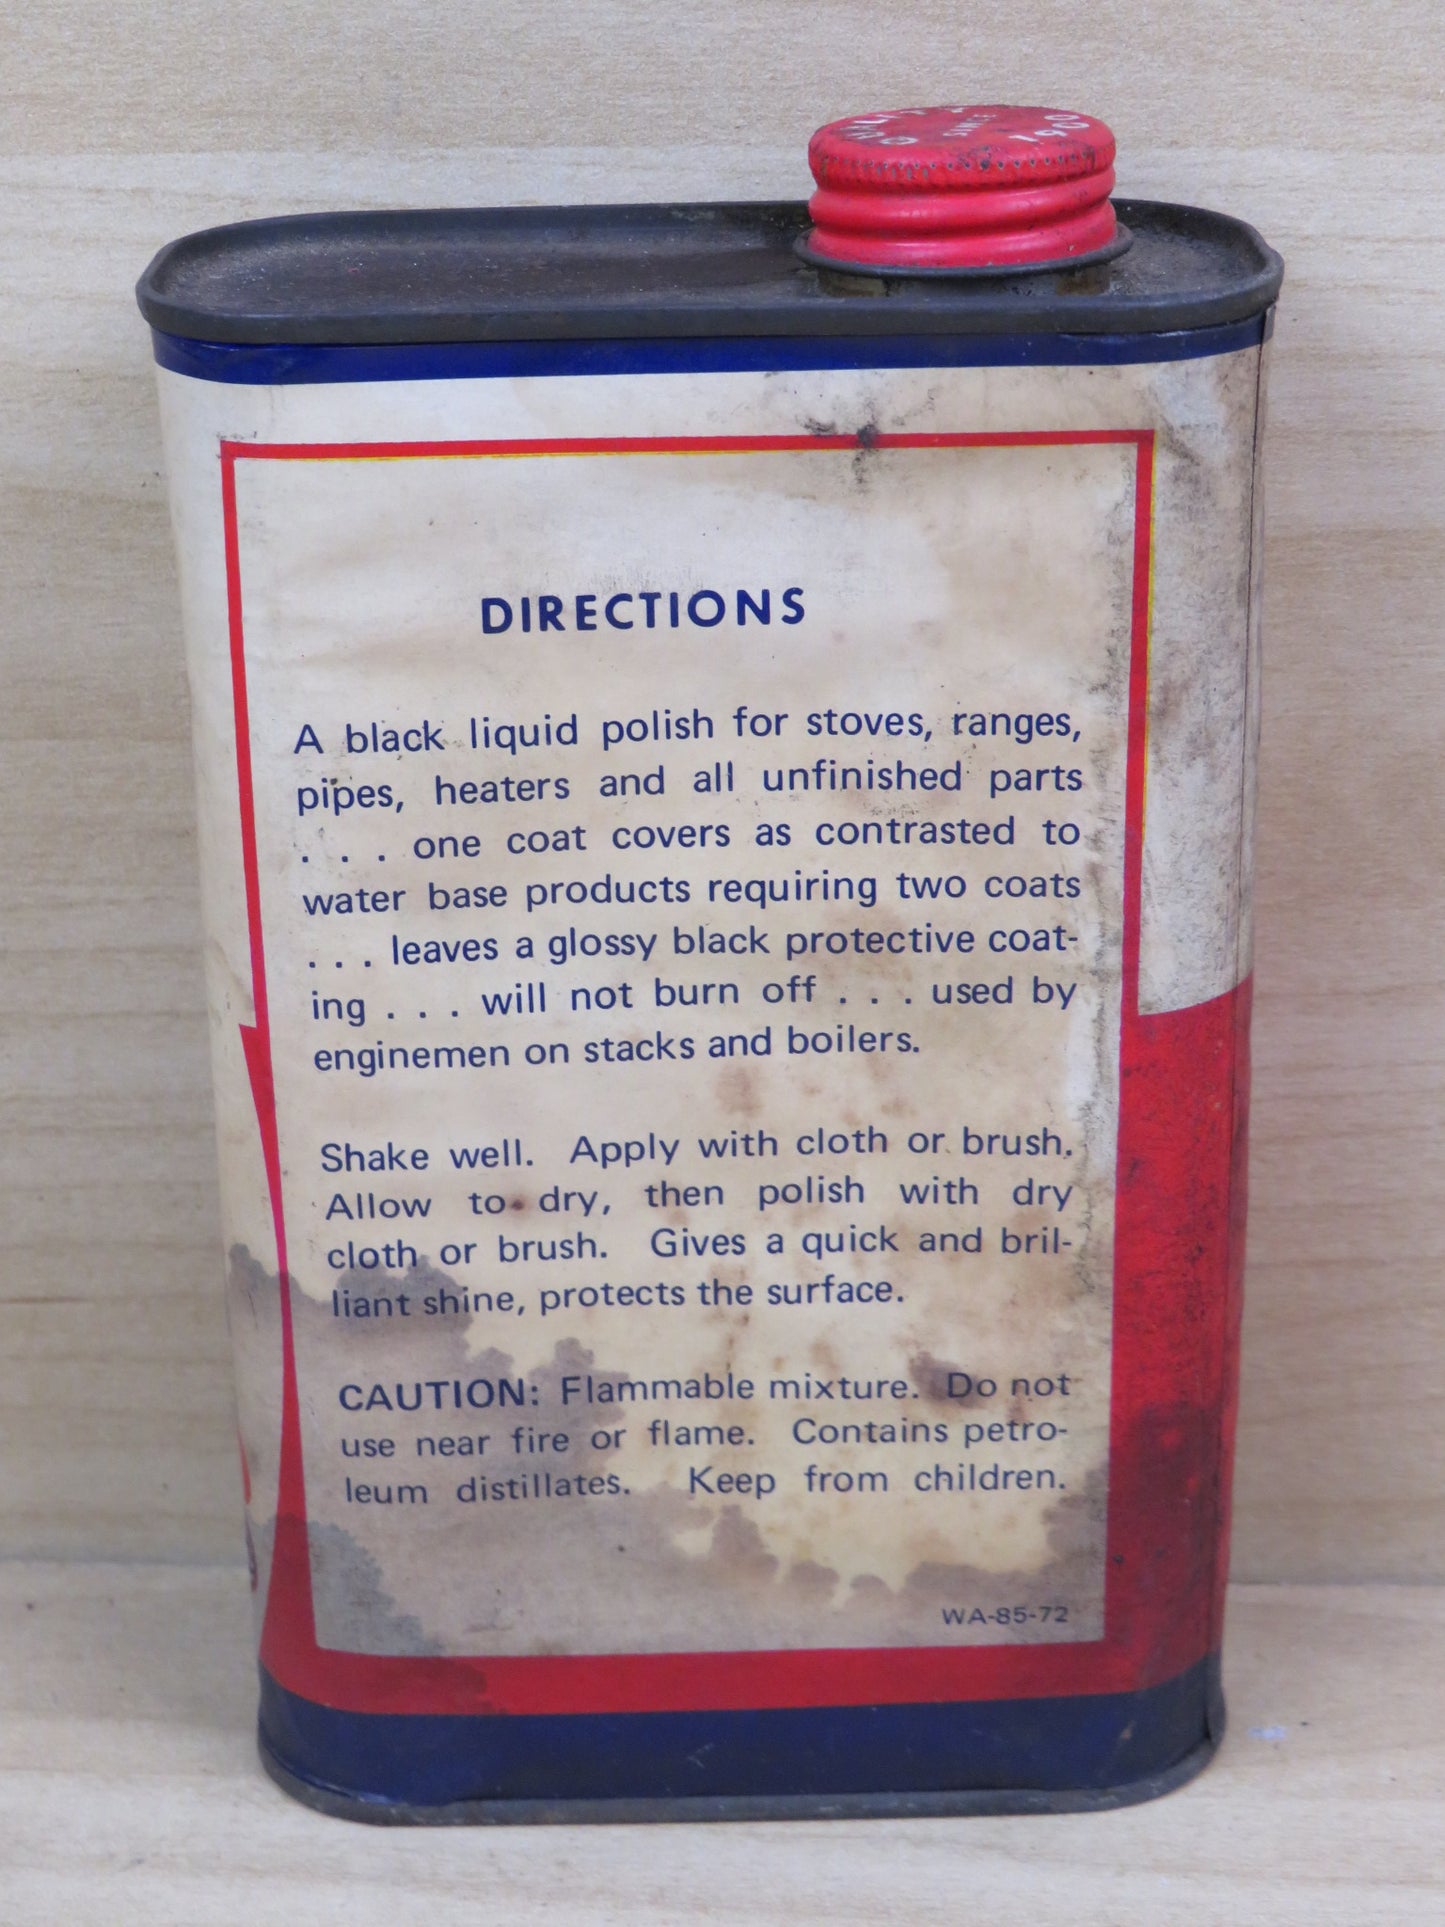 QUALITY
SINCE
1900
DIRECTIONS
A black liquid polish for stoves, ranges,
pipes, heaters and all unfinished parts
. . . one coat covers as contrasted to
water base products requiring two coats
. . . leaves a glossy black protective coat-
ing . . . will not burn off . . . used by
enginemen on stacks and boilers.
Shake well. Apply with cloth or brush.
Allow to dry, then polish with dry
cloth or brush. Gives a quick and bril-
liant shine, protects the surface.
CAUTION: Flammable mixture. Do not
use near fire or flame. Contains petro-
leum distillates. Keep from children.
WA-85-72